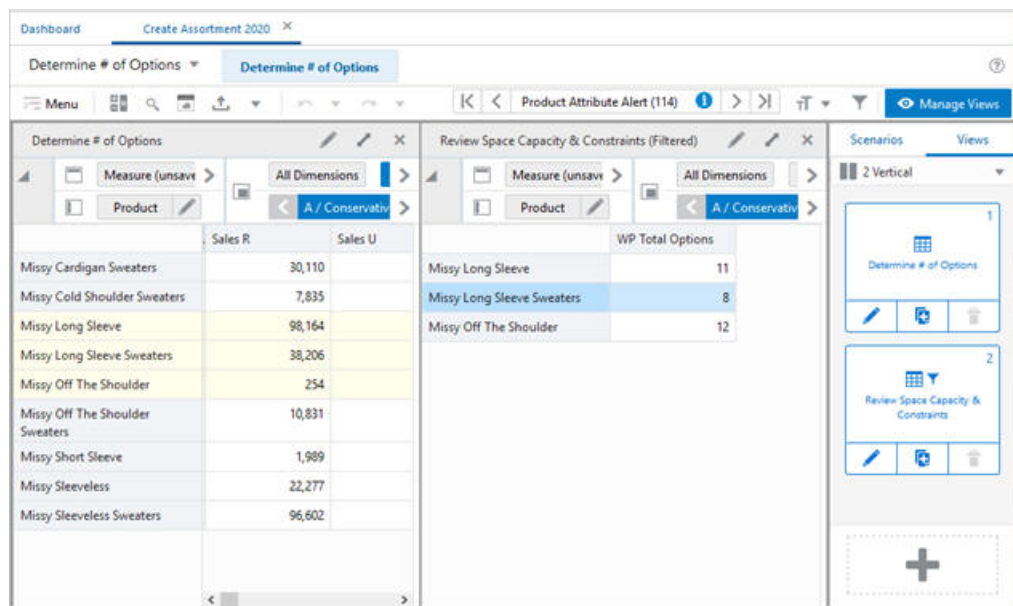 Dashboard
Create Assortment 2020
Determine # of Options
Determine # of Options
Menu
Product Attribute Alert (114)
Manage Views
Determine # of Options
Measure (unsave
All Dimensions
Product
A / Conservativ
Sales R
Sales U
Missy Cardigan Sweaters 30,110
Missy Cold Shoulder Sweaters 7,835
Missy Long Sleeve 98,164
Missy Long Sleeve Sweaters 38,206
Missy Off The Shoulder 254
Missy Off The Shoulder 10,831
Sweaters
Missy Short Sleeve 1,989
Missy Sleeveless 22,277
Missy Sleeveless Sweaters 96,602
Review Space Capacity & Constraints (Filtered)
Measure (unsave
All Dimensions
Product
A / Conservativ
WP Total Options
Missy Long Sleeve 11
Missy Long Sleeve Sweaters 8
Missy Off The Shoulder 12
Scenarios
Views
2 Vertical
1
Determine # of Options
2
Review Space Capacity &
Constraints